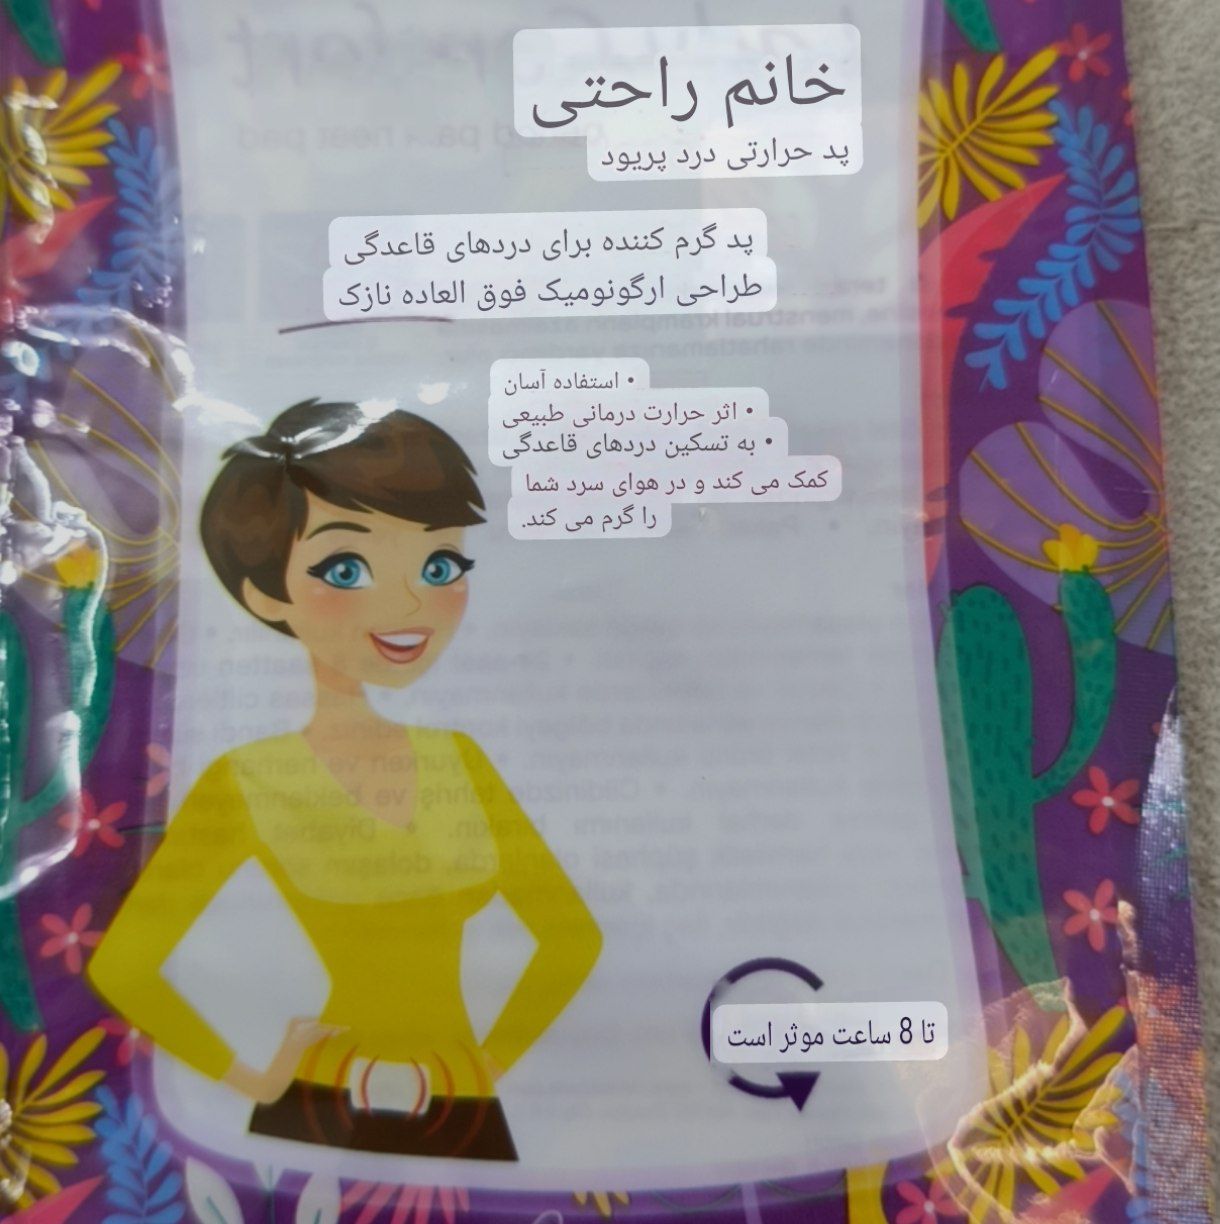 خانم راحتی
پد حرارتی درد پریود
پد گرم کننده برای دردهای قاعدگی
طراحی ارگونومیک فوق العاده نازک
• استفاده آسان
• اثر حرارت درمانی طبیعی
• به تسکین دردهای قاعدگی
کمک می کند و در هوای سرد شما
را گرم می کند.
تا 8 ساعت موثر است